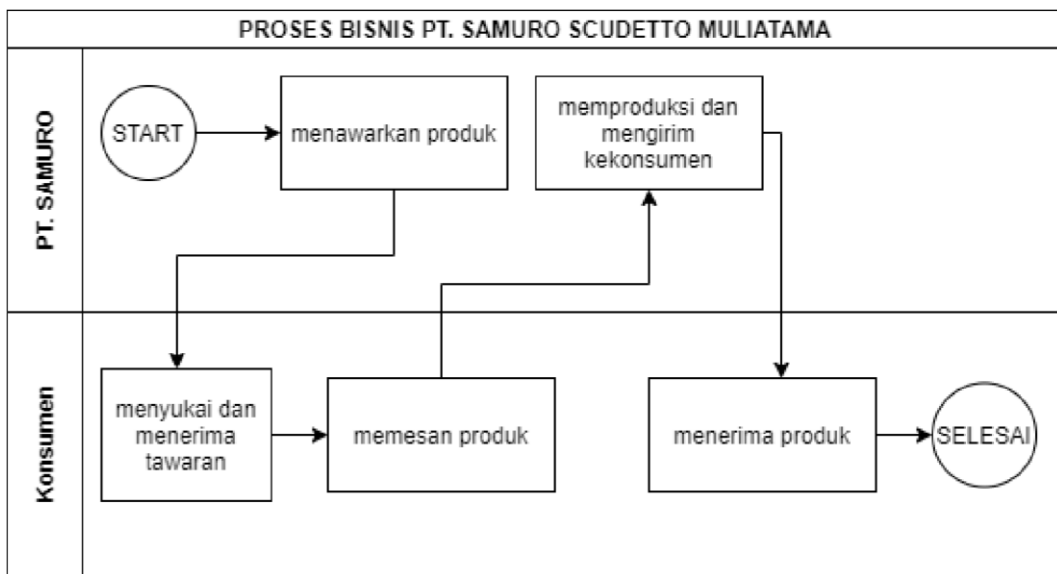 PROSES BISNIS PT. SAMURO SCUDETTO MULIATAMA
PT. SAMURO
START
menawarkan produk
memproduksi dan
mengirim
kekonsumen
Konsumen
menyukai dan
menerima
tawaran
memesan produk
menerima produk
SELESAI